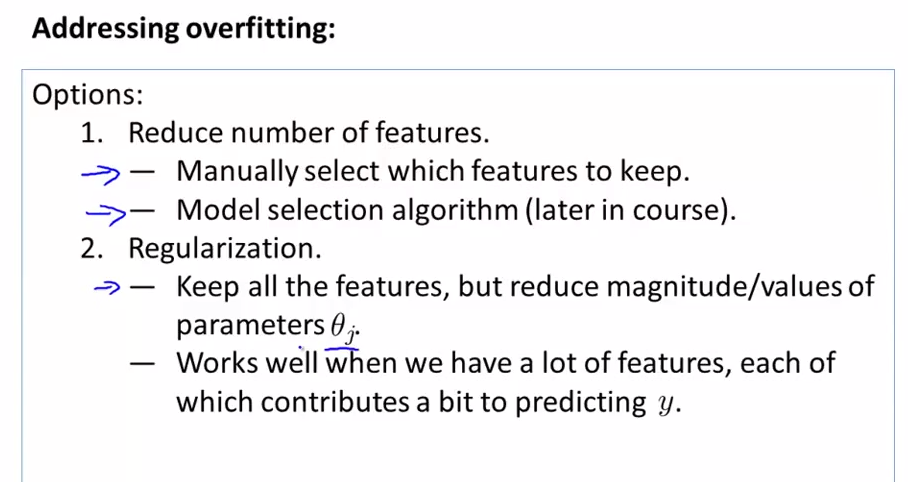 Addressing overfitting:
Options:
1. Reduce number of features.
— Manually select which features to keep.
— Model selection algorithm (later in course).
2. Regularization.
— Keep all the features, but reduce magnitude/values of
parameters θⱼ.
— Works well when we have a lot of features, each of
which contributes a bit to predicting y.